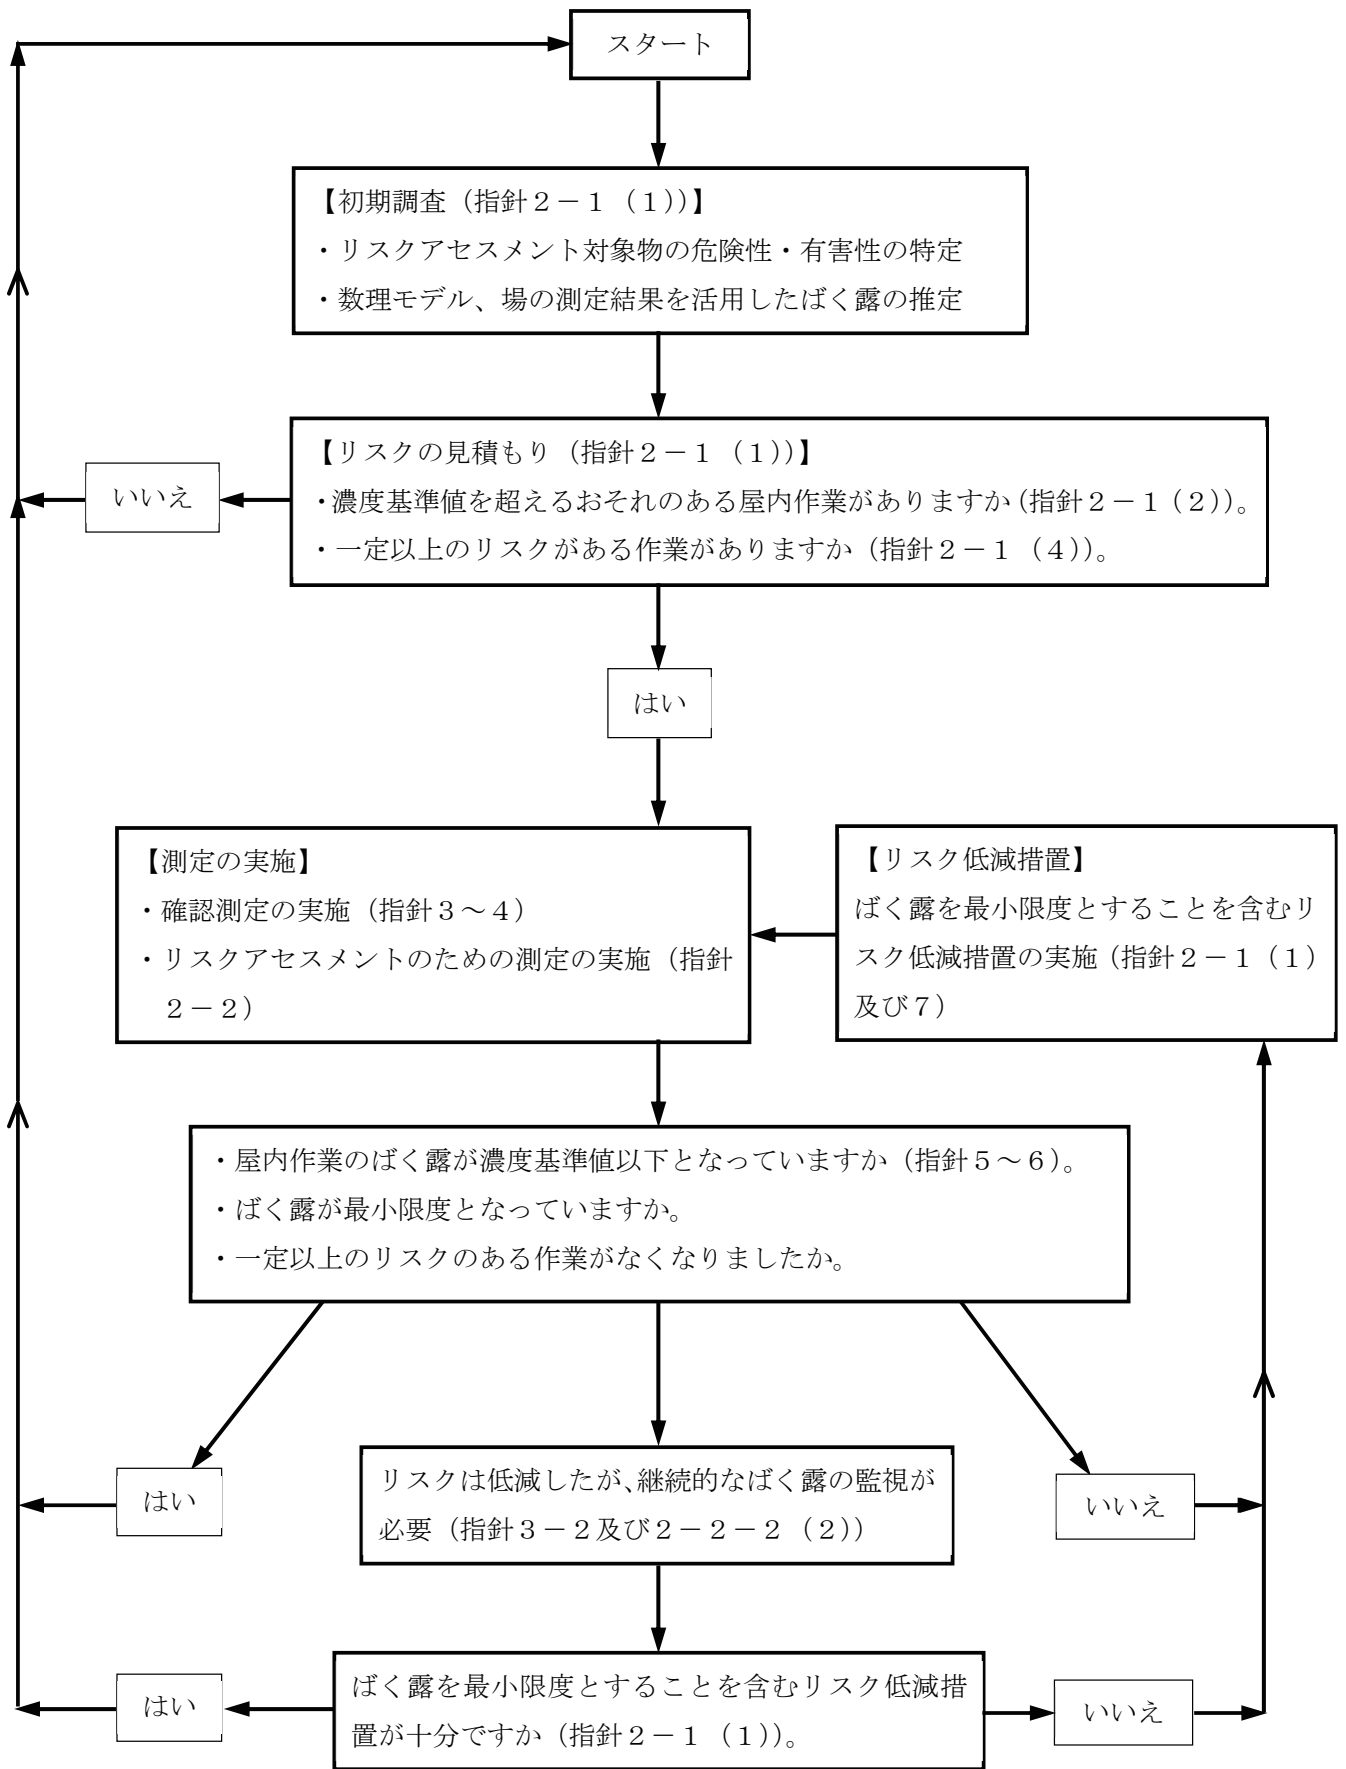 スタート
【初期調査（指針２－１（１））】
・リスクアセスメント対象物の危険性・有害性の特定
・数理モデル、場の測定結果を活用したばく露の推定
【リスクの見積もり（指針２－１（１））】
・濃度基準値を超えるおそれのある屋内作業がありますか（指針２－１（２））。
・一定以上のリスクがある作業がありますか（指針２－１（４））。
いいえ
はい
【測定の実施】
・確認測定の実施（指針３～４）
・リスクアセスメントのための測定の実施（指針
２－２）
【リスク低減措置】
ばく露を最小限度とすることを含むリ
スク低減措置の実施（指針２－１（１）
及び７）
・屋内作業のばく露が濃度基準値以下となっていますか（指針５～６）。
・ばく露が最小限度となっていますか。
・一定以上のリスクのある作業がなくなりましたか。
はい
リスクは低減したが、継続的なばく露の監視が
必要（指針３－２及び２－２－２（２））
いいえ
はい
ばく露を最小限度とすることを含むリスク低減措
置が十分ですか（指針２－１（１））。
いいえ